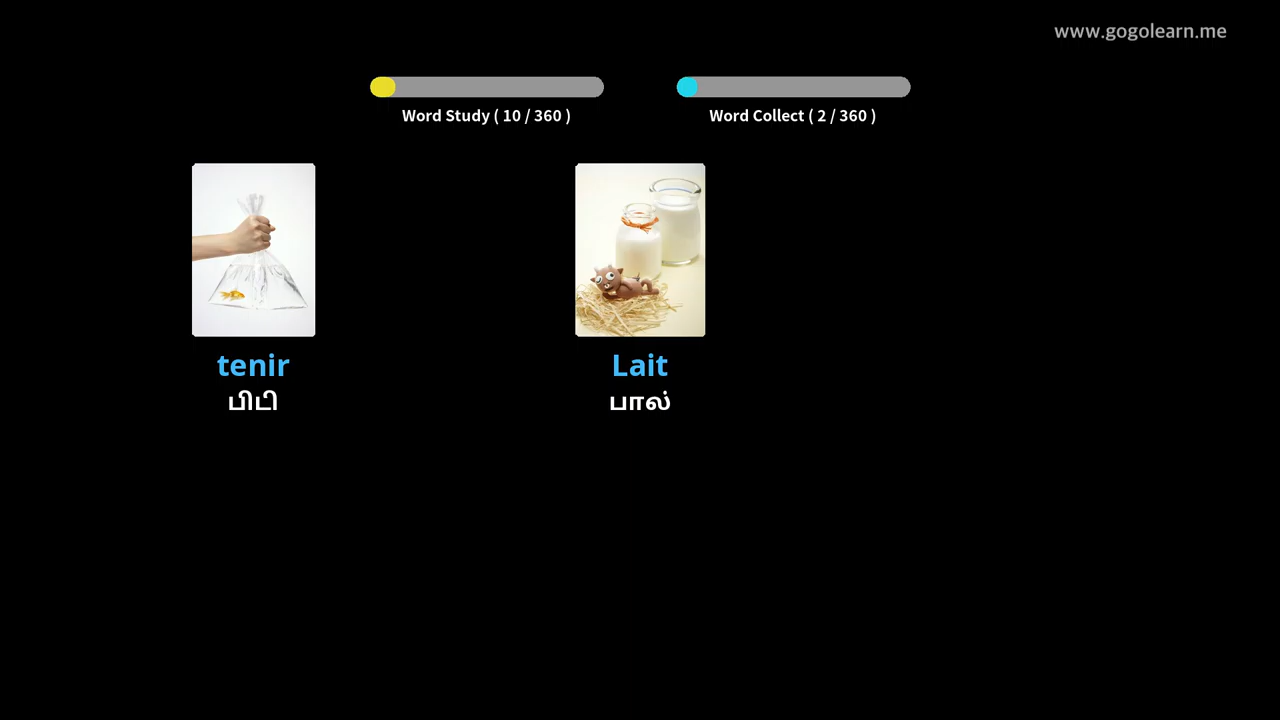 www.gogolearn.me
Word Study ( 10 / 360 )
Word Collect ( 2 / 360 )
tenir
பிடி
Lait
பால்